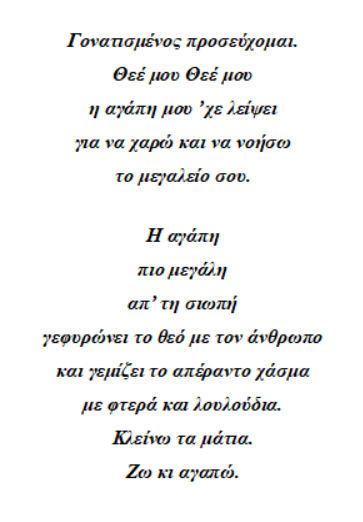 Γονατισμένος προσεύχομαι.
Θεέ μου Θεέ μου
η αγάπη μου ’χε λείψει
για να χαρώ και να νοήσω
το μεγαλείο σου.
Η αγάπη
πιο μεγάλη
απ’ τη σιωπή
γεφυρώνει το θεό με τον άνθρωπο
και γεμίζει το απέραντο χάσμα
με φτερά και λουλούδια.
Κλείνω τα μάτια.
Ζω κι αγαπώ.